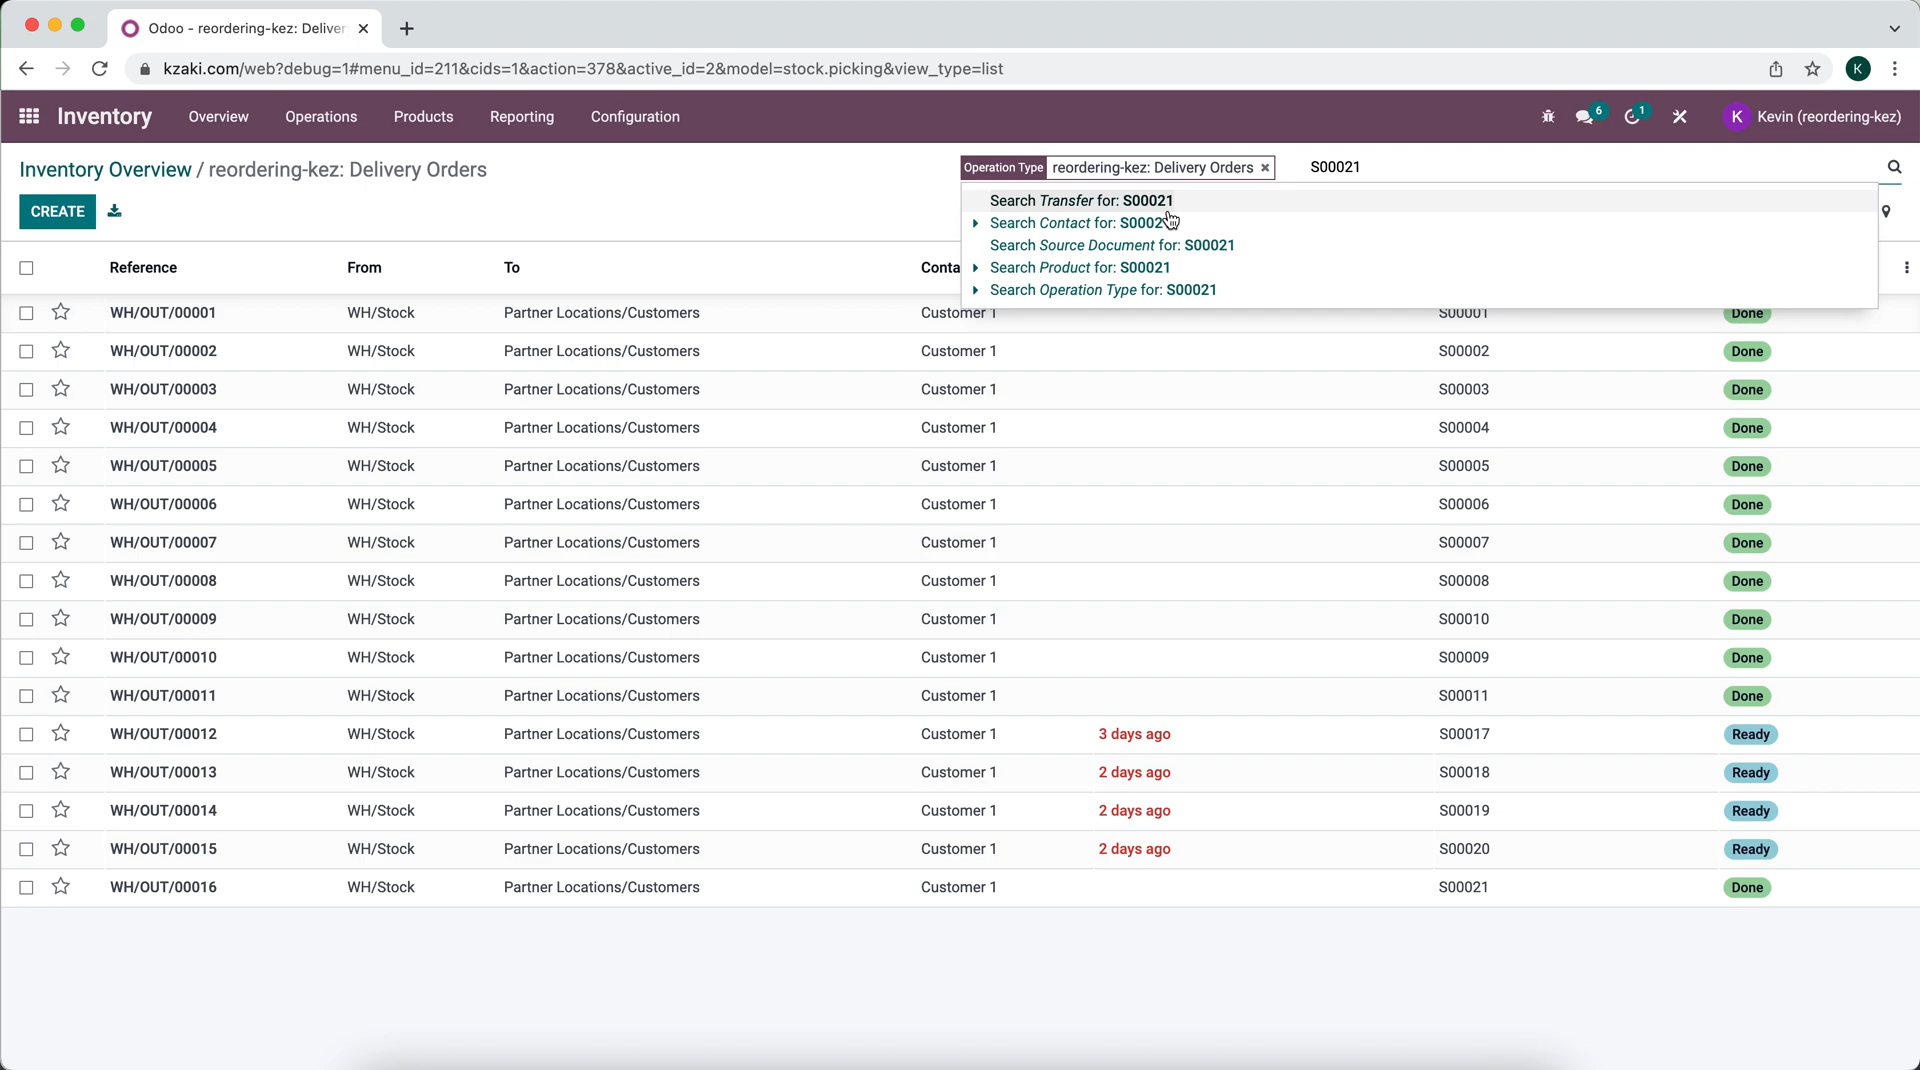 Odoo - reordering-kez: Deliver
kzaki.com/web?debug=1#menu_id=211&cids=1&action=378&active_id=2&model=stock.picking&view_type=list
K
Inventory Overview Operations Products Reporting Configuration 6 1 K Kevin (reordering-kez)
Inventory Overview / reordering-kez: Delivery Orders
Operation Type reordering-kez: Delivery Orders S00021
CREATE
Search Transfer for: S00021
Search Contact for: S0002
Search Source Document for: S00021
Search Product for: S00021
Search Operation Type for: S00021
Reference From To Conta
WH/OUT/00001 WH/Stock Partner Locations/Customers Customer 1 S00001 Done
WH/OUT/00002 WH/Stock Partner Locations/Customers Customer 1 S00002 Done
WH/OUT/00003 WH/Stock Partner Locations/Customers Customer 1 S00003 Done
WH/OUT/00004 WH/Stock Partner Locations/Customers Customer 1 S00004 Done
WH/OUT/00005 WH/Stock Partner Locations/Customers Customer 1 S00005 Done
WH/OUT/00006 WH/Stock Partner Locations/Customers Customer 1 S00006 Done
WH/OUT/00007 WH/Stock Partner Locations/Customers Customer 1 S00007 Done
WH/OUT/00008 WH/Stock Partner Locations/Customers Customer 1 S00008 Done
WH/OUT/00009 WH/Stock Partner Locations/Customers Customer 1 S00010 Done
WH/OUT/00010 WH/Stock Partner Locations/Customers Customer 1 S00009 Done
WH/OUT/00011 WH/Stock Partner Locations/Customers Customer 1 S00011 Done
WH/OUT/00012 WH/Stock Partner Locations/Customers Customer 1 3 days ago S00017 Ready
WH/OUT/00013 WH/Stock Partner Locations/Customers Customer 1 2 days ago S00018 Ready
WH/OUT/00014 WH/Stock Partner Locations/Customers Customer 1 2 days ago S00019 Ready
WH/OUT/00015 WH/Stock Partner Locations/Customers Customer 1 2 days ago S00020 Ready
WH/OUT/00016 WH/Stock Partner Locations/Customers Customer 1 S00021 Done